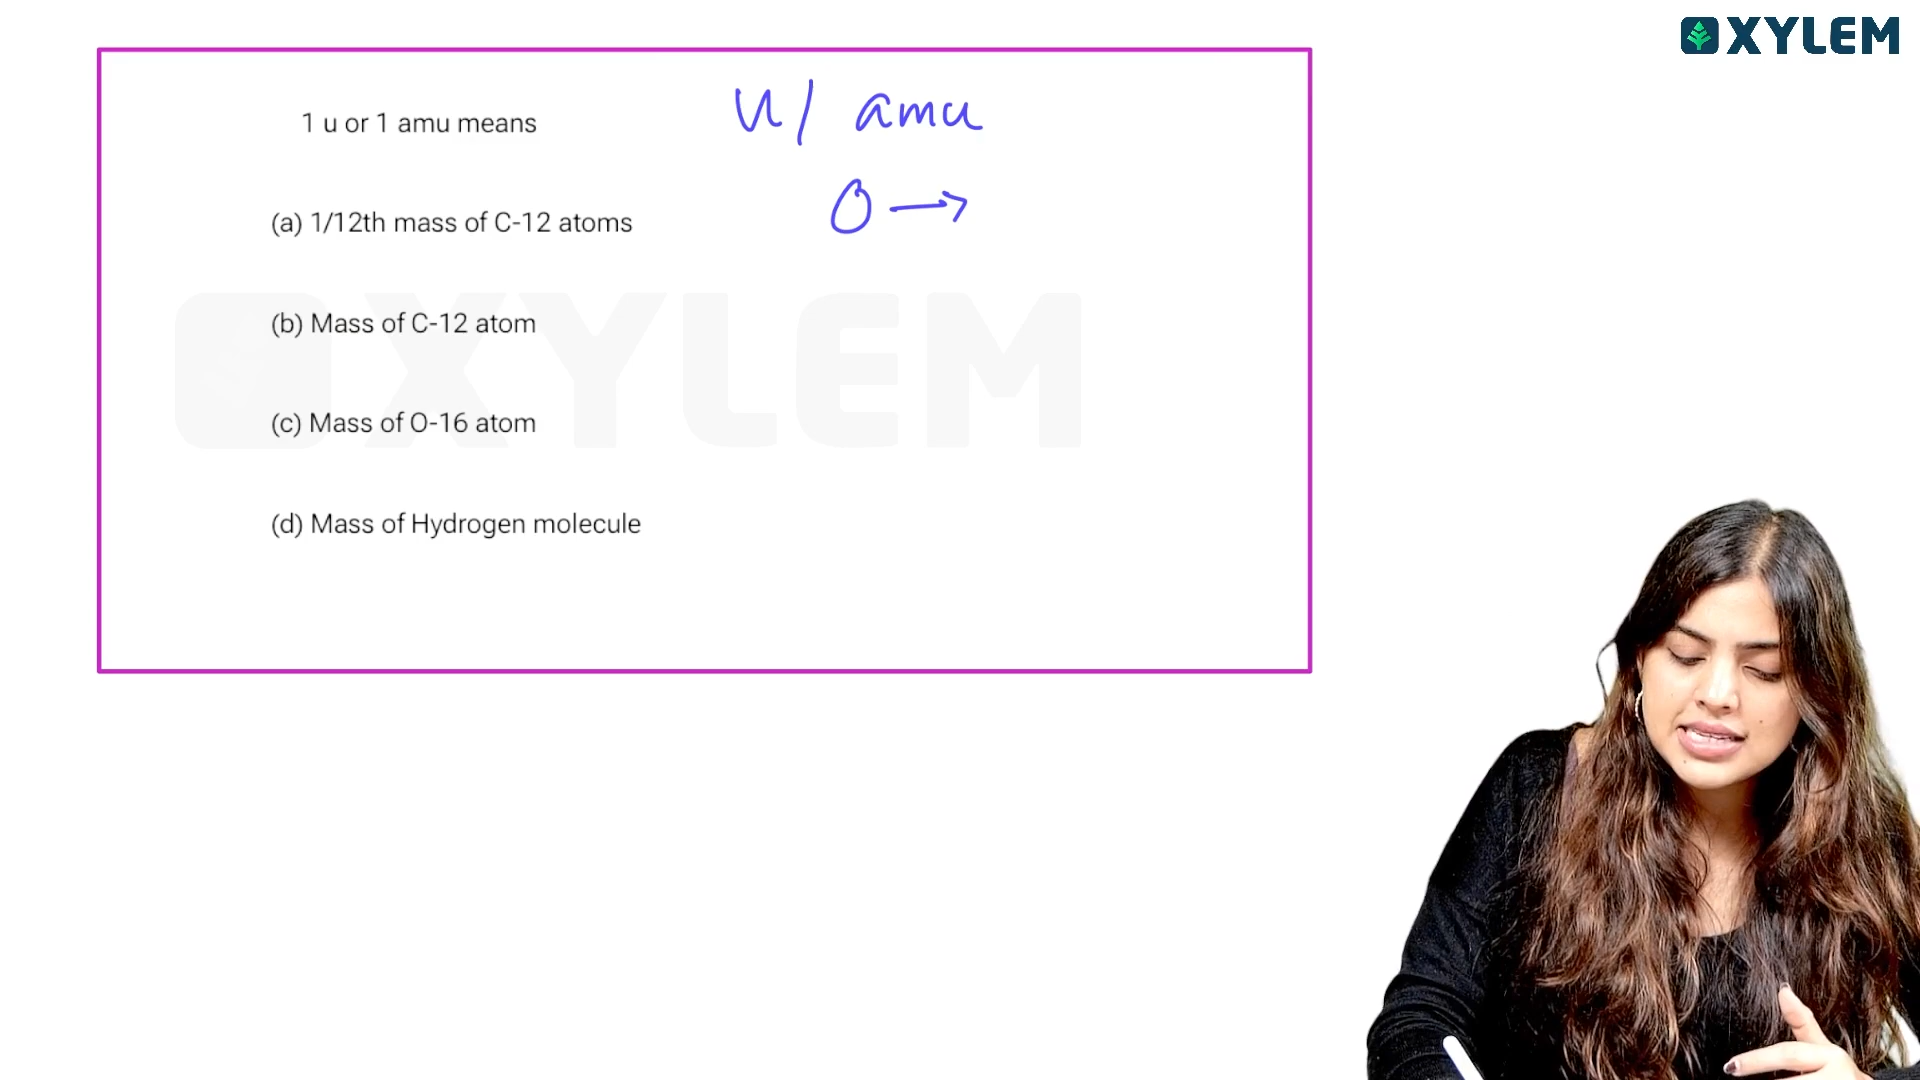 XYLEM
1 u or 1 amu means
u/ amu
O →
(a) 1/12th mass of C-12 atoms
(b) Mass of C-12 atom
XYLEM
(c) Mass of O-16 atom
(d) Mass of Hydrogen molecule